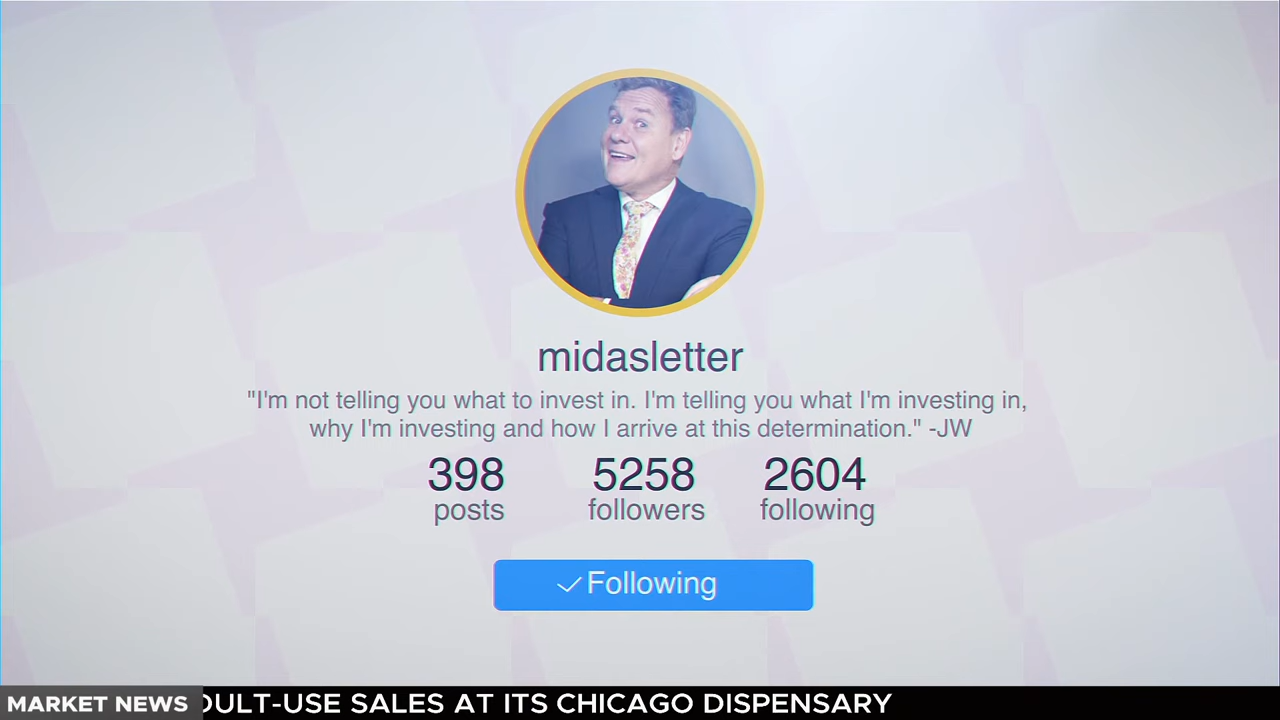 midasletter
"I'm not telling you what to invest in. I'm telling you what I'm investing in,
why I'm investing and how I arrive at this determination." -JW
398 5258 2604
posts followers following
Following
MARKET NEWS DULT-USE SALES AT ITS CHICAGO DISPENSARY